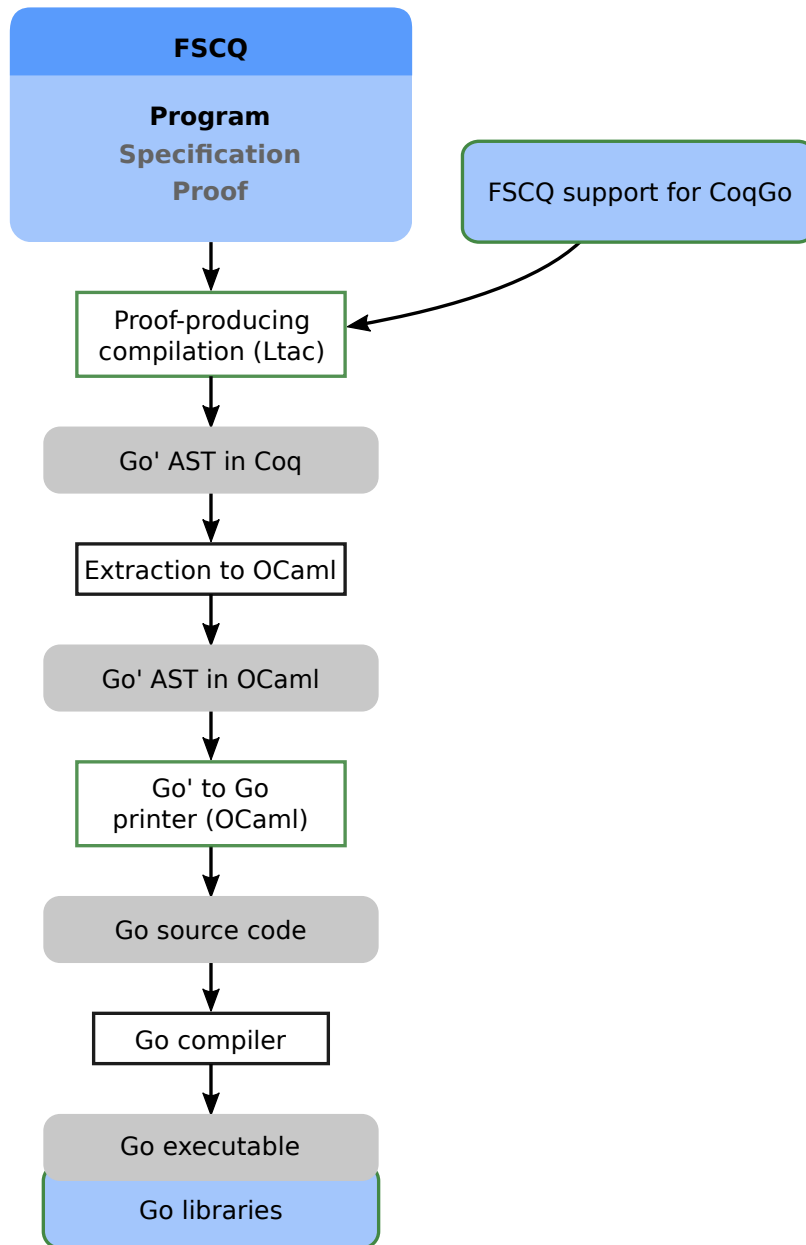 FSCQ
Program
Specification
Proof
FSCQ support for CoqGo
Proof-producing
compilation (Ltac)
Go' AST in Coq
Extraction to OCaml
Go' AST in OCaml
Go' to Go
printer (OCaml)
Go source code
Go compiler
Go executable
Go libraries